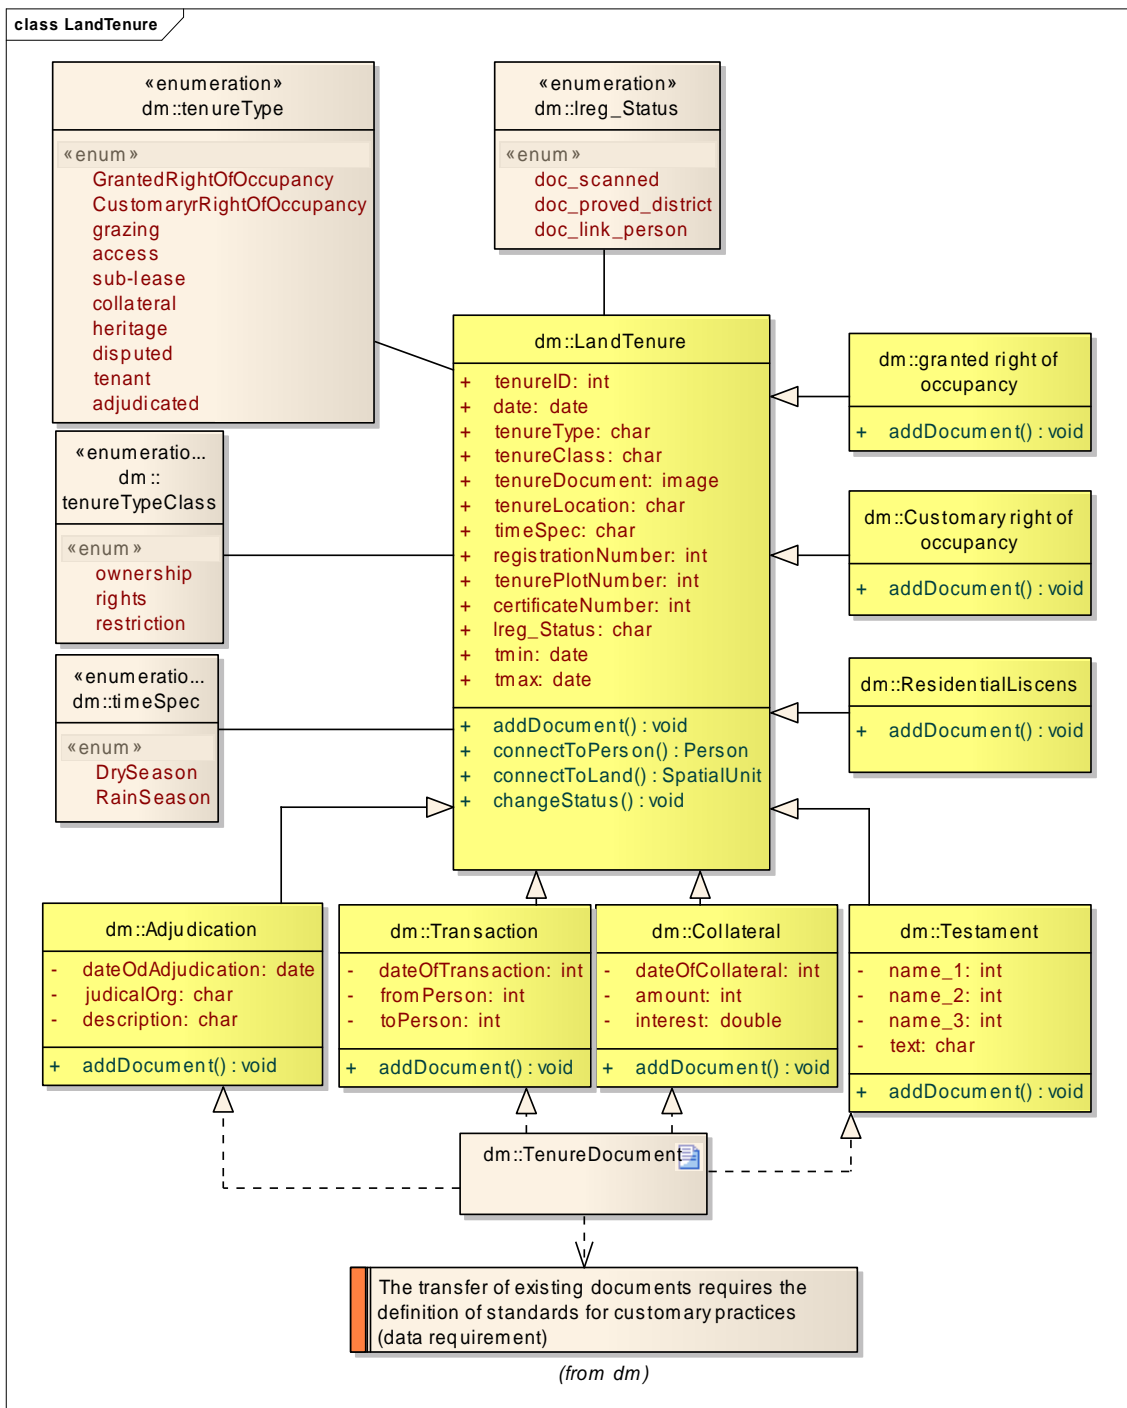 class LandTenure
«enumeration»
dm::tenureType
«enum»
GrantedRightOfOccupancy
CustomaryrRightOfOccupancy
grazing
access
sub-lease
collateral
heritage
disputed
tenant
adjudicated
«enumeration»
dm::lreg_Status
«enum»
doc_scanned
doc_proved_district
doc_link_person
«enumeratio...
dm::
tenureTypeClass
«enum»
ownership
rights
restriction
«enumeratio...
dm::timeSpec
«enum»
DrySeason
RainSeason
dm::LandTenure
+ tenureID: int
+ date: date
+ tenureType: char
+ tenureClass: char
+ tenureDocument: image
+ tenureLocation: char
+ timeSpec: char
+ registrationNumber: int
+ tenurePlotNumber: int
+ certificateNumber: int
+ lreg_Status: char
+ tmin: date
+ tmax: date
+ addDocument() : void
+ connectToPerson() : Person
+ connectToLand() : SpatialUnit
+ changeStatus() : void
dm::granted right of
occupancy
+ addDocument() : void
dm::Customary right of
occupancy
+ addDocument() : void
dm::ResidentialLiscens
+ addDocument() : void
dm::Adjudication
- dateOdAdjudication: date
- judicalOrg: char
- description: char
+ addDocument() : void
dm::Transaction
- dateOfTransaction: int
- fromPerson: int
- toPerson: int
+ addDocument() : void
dm::Collateral
- dateOfCollateral: int
- amount: int
- interest: double
+ addDocument() : void
dm::Testament
- name_1: int
- name_2: int
- name_3: int
- text: char
+ addDocument() : void
dm::TenureDocument
The transfer of existing documents requires the
definition of standards for customary practices
(data requirement)
(from dm)